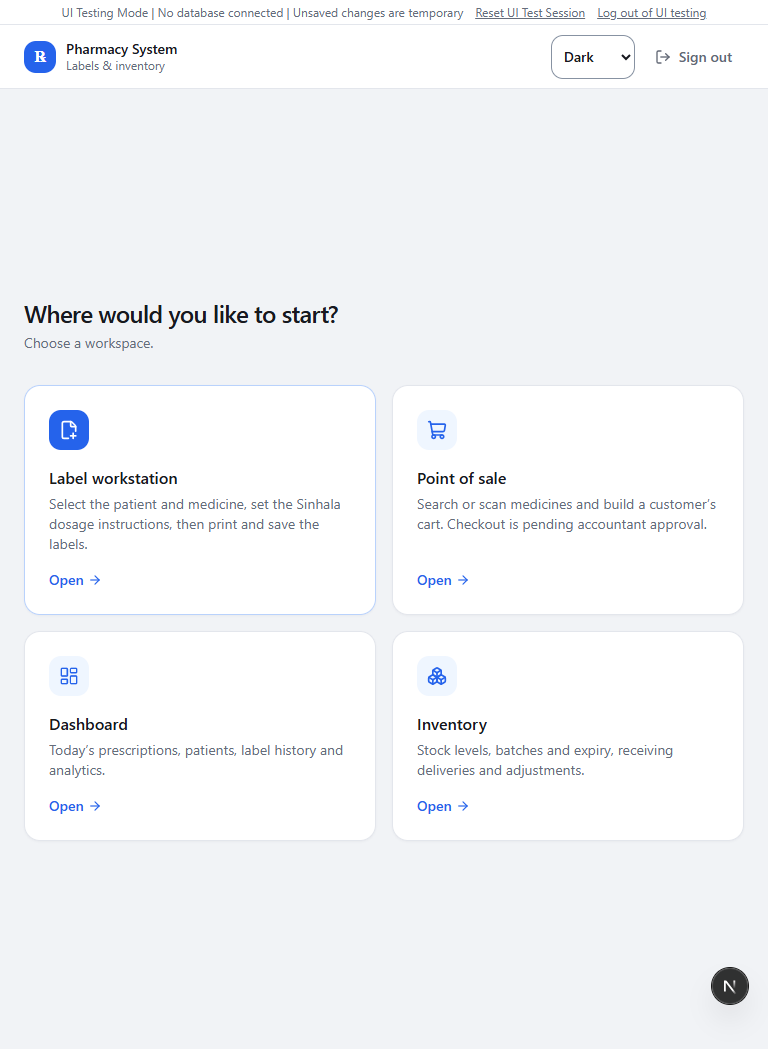 UI Testing Mode | No database connected | Unsaved changes are temporary Reset UI Test Session Log out of UI testing
℞ Pharmacy System
Labels & inventory
Dark
Sign out
Where would you like to start?
Choose a workspace.
Label workstation
Select the patient and medicine, set the Sinhala
dosage instructions, then print and save the
labels.
Open →
Point of sale
Search or scan medicines and build a customer’s
cart. Checkout is pending accountant approval.
Open →
Dashboard
Today’s prescriptions, patients, label history and
analytics.
Open →
Inventory
Stock levels, batches and expiry, receiving
deliveries and adjustments.
Open →
N